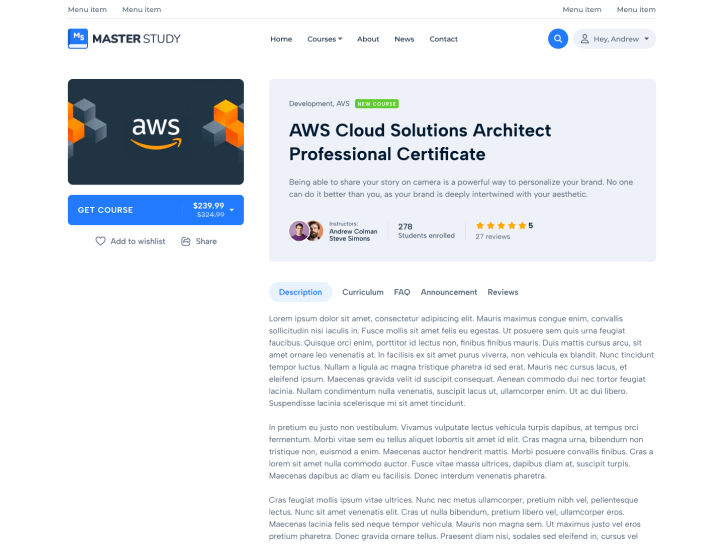 Menu item Menu item Menu item Menu item
MS MASTERSTUDY Home Courses About News Contact Hey, Andrew
aws
GET COURSE $239.99
$324.99
Add to wishlist Share
Development, AVS NEW COURSE
AWS Cloud Solutions Architect
Professional Certificate
Being able to share your story on camera is a powerful way to personalize your brand. No one
can do it better than you, as your brand is deeply intertwined with your aesthetic.
Instructors:
Andrew Colman
Steve Simons
278
Students enrolled
5
27 reviews
Description Curriculum FAQ Announcement Reviews
Lorem ipsum dolor sit amet, consectetur adipiscing elit. Mauris maximus congue enim, convallis
sollicitudin nisi iaculis in. Fusce mollis sit amet felis eu egestas. Ut posuere sem quis urna feugiat
faucibus. Quisque orci enim, porttitor id lectus non, finibus finibus mauris. Duis mattis cursus arcu, sit
amet ornare leo venenatis at. In facilisis ex sit amet purus viverra, non vehicula ex blandit. Nunc tincidunt
tempor luctus. Nullam a ligula ac magna tristique pharetra id sed erat. Mauris nec cursus lacus, et
eleifend ipsum. Maecenas gravida velit id suscipit consequat. Aenean commodo dui nec tortor feugiat
lacinia. Nullam condimentum nulla venenatis, suscipit lacus ut, ullamcorper enim. Ut ac dui libero.
Suspendisse lacinia scelerisque mi sit amet tincidunt.
In pretium eu justo non vestibulum. Vivamus vulputate lectus vehicula turpis dapibus, at tempus orci
fermentum. Morbi vitae sem eu tellus aliquet lobortis sit amet id elit. Cras magna urna, bibendum non
tristique non, euismod a enim. Maecenas auctor hendrerit mattis. Morbi posuere convallis finibus. Cras a
lorem sit amet nulla commodo auctor. Fusce vitae massa ultrices, dapibus diam at, suscipit turpis.
Maecenas dapibus ac diam eu facilisis. Donec interdum venenatis pharetra.
Cras feugiat mollis ipsum vitae ultrices. Nunc nec metus ullamcorper, pretium nibh vel, pellentesque
lectus. Nunc sit amet venenatis elit. Cras ut nulla bibendum, pretium libero vel, ullamcorper eros.
Maecenas lacinia felis sed neque tempor vehicula. Mauris non magna sem. Ut maximus justo vel eros
pretium pharetra. Donec gravida ornare tellus. Praesent diam nisi, sodales sed eleifend in, cursus vel